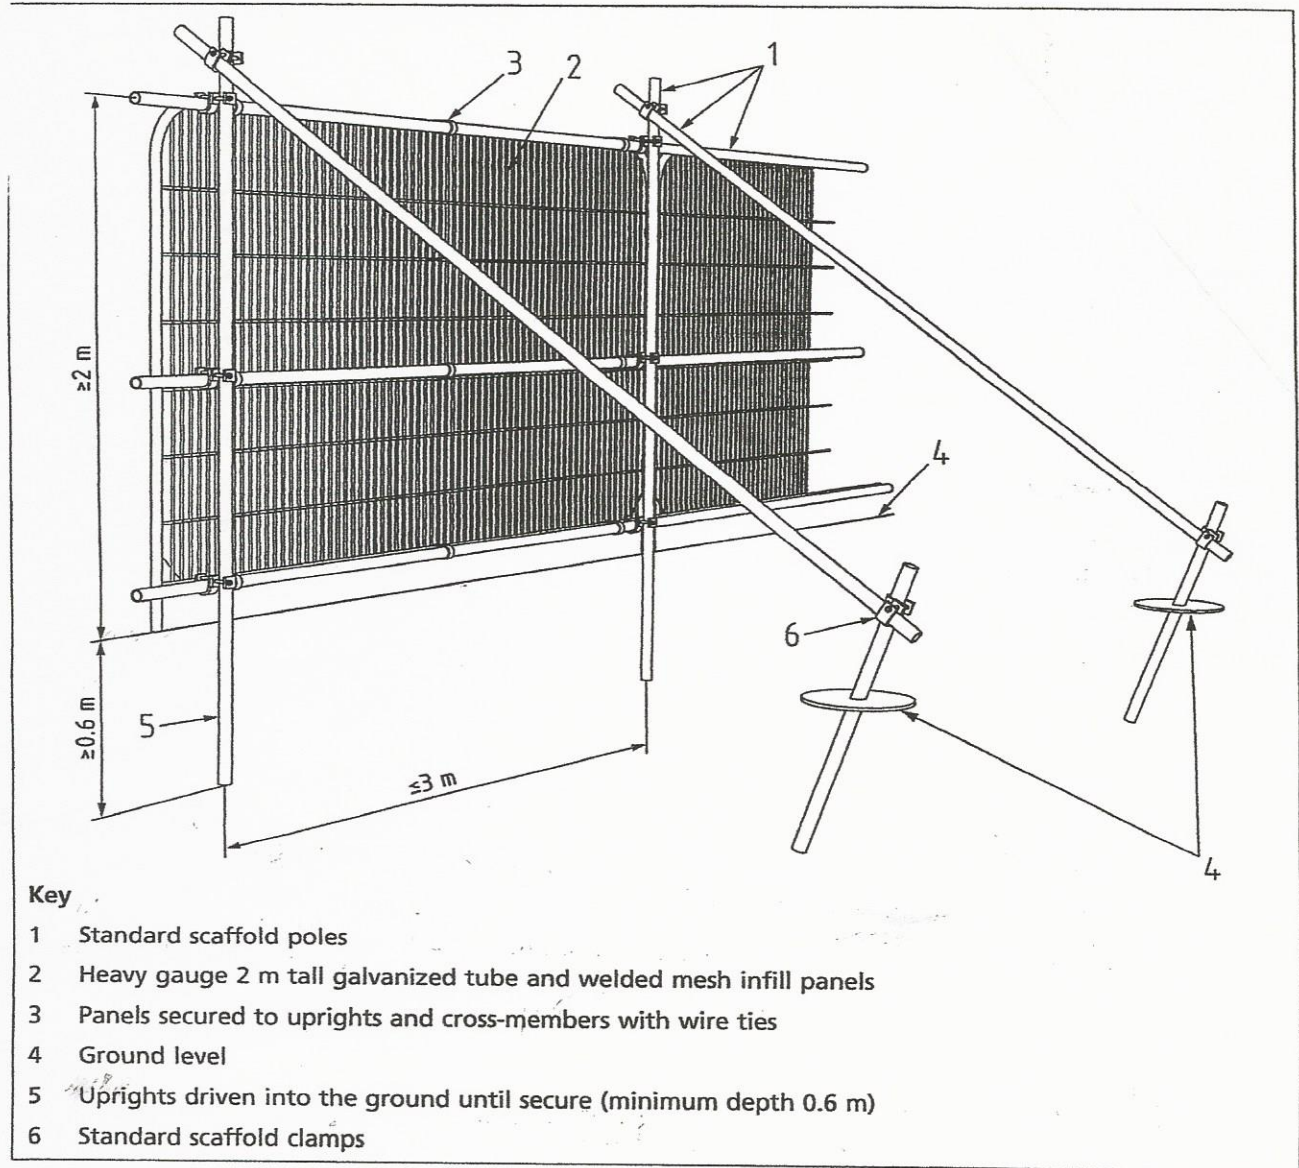 3
2
1
≥2 m
4
6
5
≥0.6 m
≤3 m
4
Key
1 Standard scaffold poles
2 Heavy gauge 2 m tall galvanized tube and welded mesh infill panels
3 Panels secured to uprights and cross-members with wire ties
4 Ground level
5 Uprights driven into the ground until secure (minimum depth 0.6 m)
6 Standard scaffold clamps